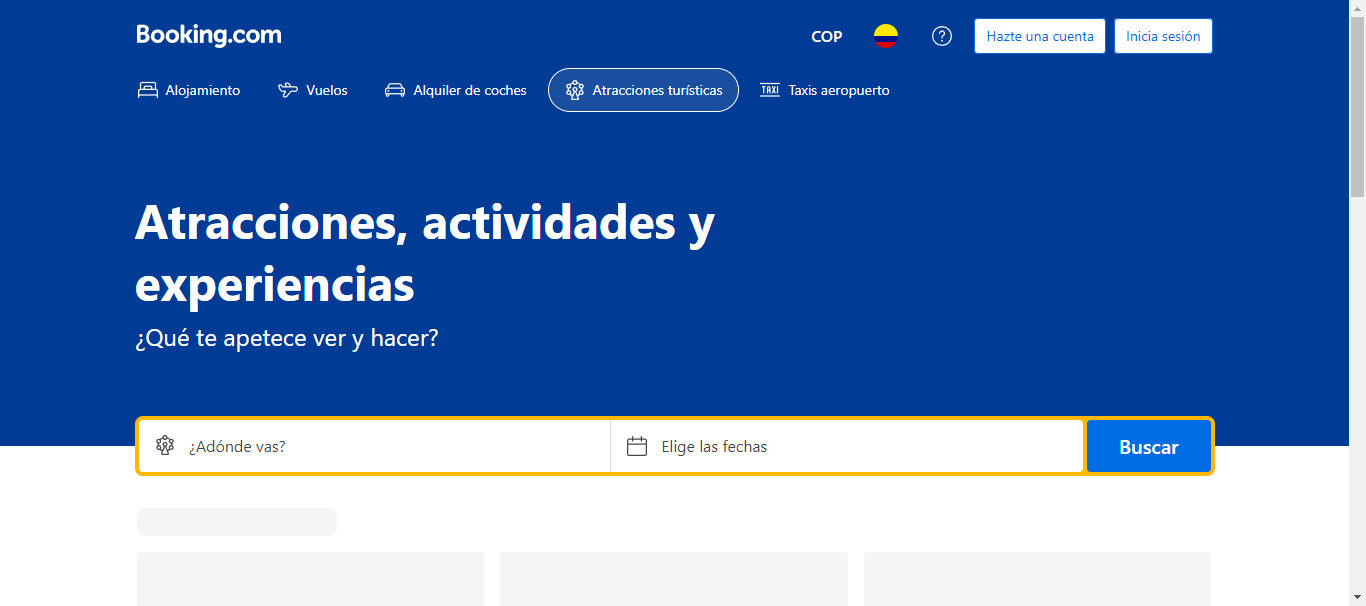 Booking.com
COP
Hazte una cuenta
Inicia sesión
Alojamiento
Vuelos
Alquiler de coches
Atracciones turísticas
TAXI
Taxis aeropuerto
Atracciones, actividades y
experiencias
¿Qué te apetece ver y hacer?
¿Adónde vas?
Elige las fechas
Buscar